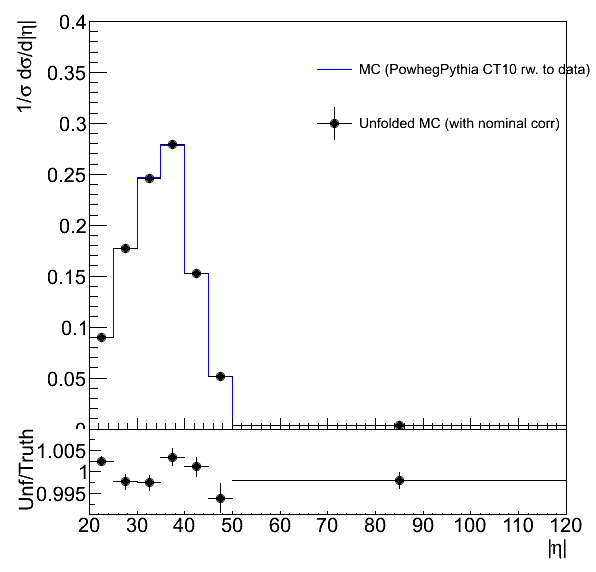 1/σ dσ/d|η|
0.4
0.35
0.3
0.25
0.2
0.15
0.1
0.05
0
MC (PowhegPythia CT10 rw. to data)
Unfolded MC (with nominal corr)
Unf/Truth
1.005
1
0.995
20 30 40 50 60 70 80 90 100 110 120
|η|